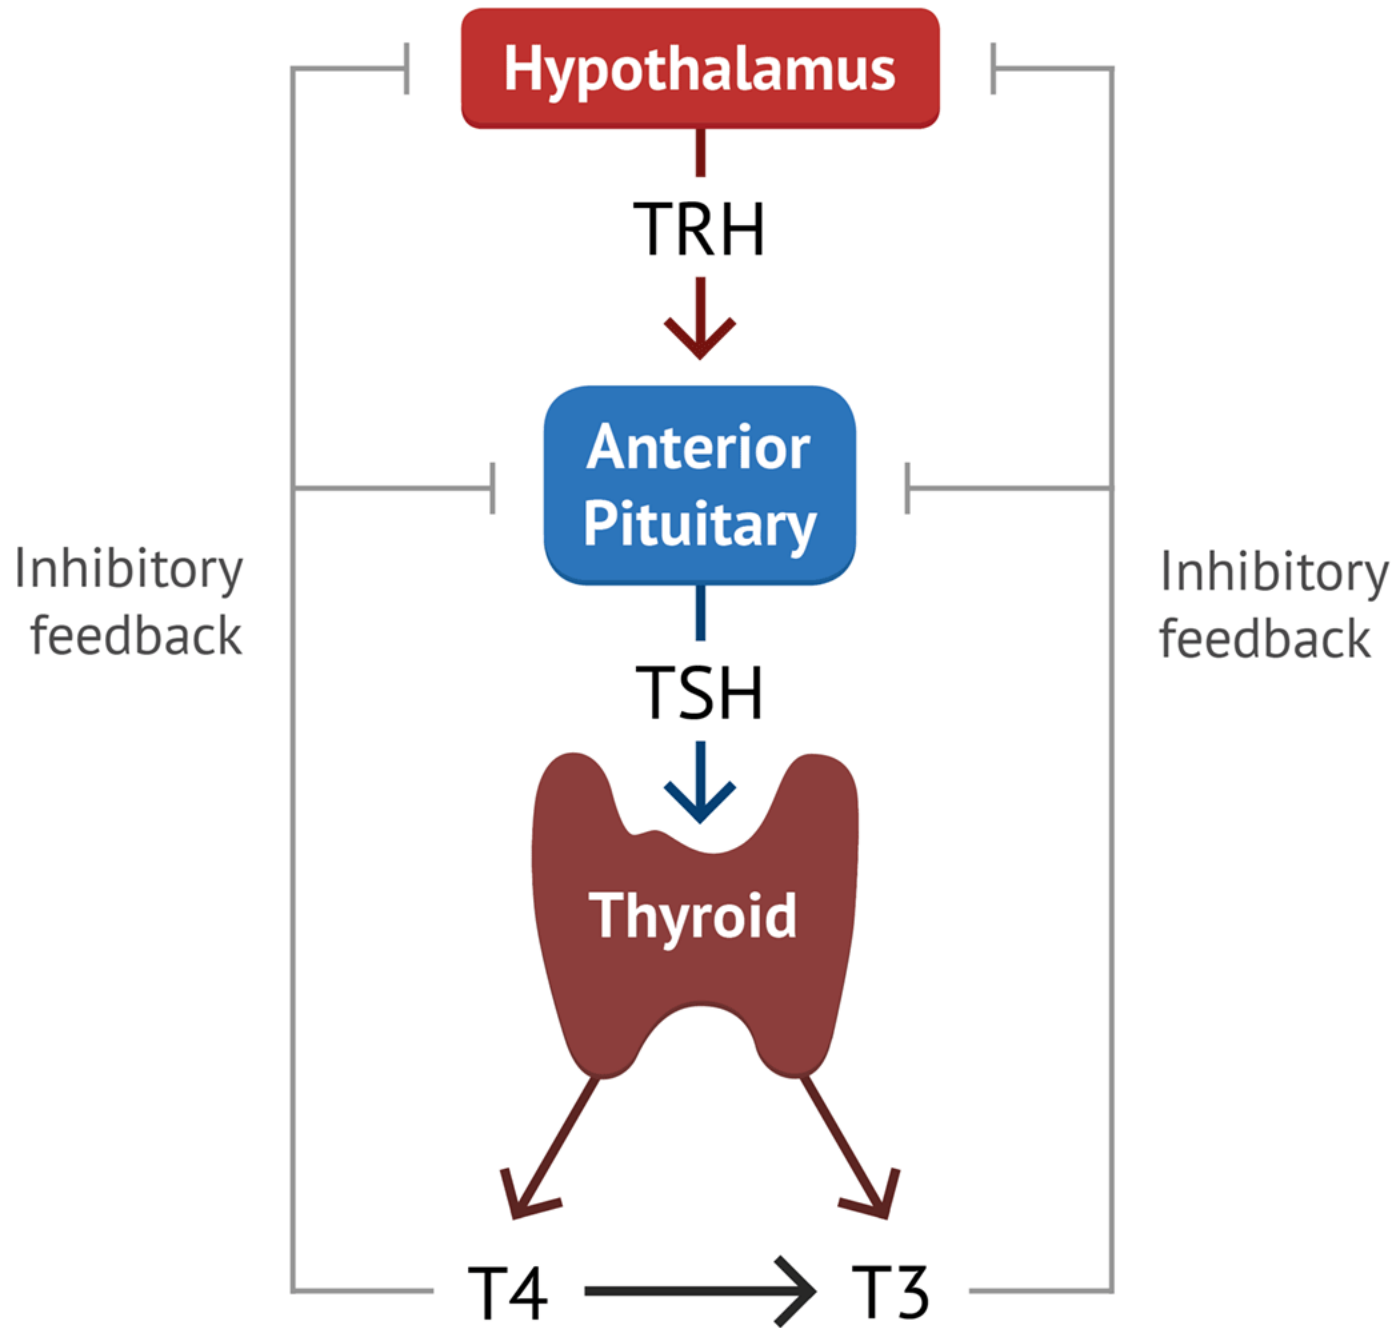 Hypothalamus
TRH
Anterior
Pituitary
Inhibitory
feedback
Inhibitory
feedback
TSH
Thyroid
T4
T3